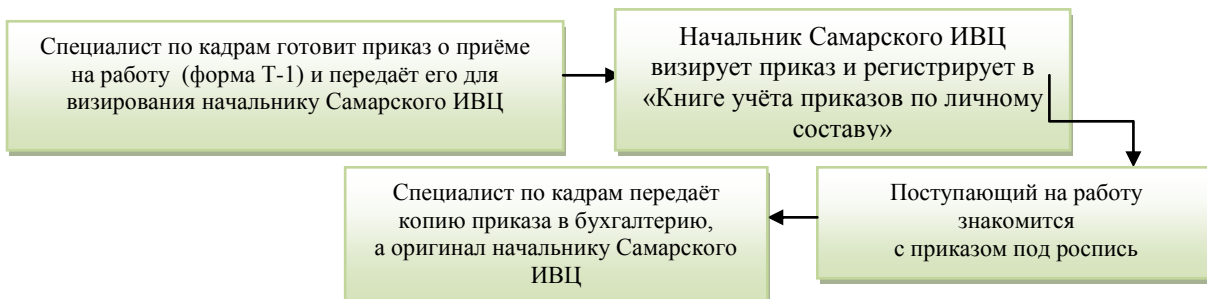 Специалист по кадрам готовит приказ о приёме
на работу (форма Т-1) и передаёт его для
визирования начальнику Самарского ИВЦ
Начальник Самарского ИВЦ
визирует приказ и регистрирует в
«Книге учёта приказов по личному
составу»
Поступающий на работу
знакомится
с приказом под роспись
Специалист по кадрам передаёт
копию приказа в бухгалтерию,
а оригинал начальнику Самарского
ИВЦ